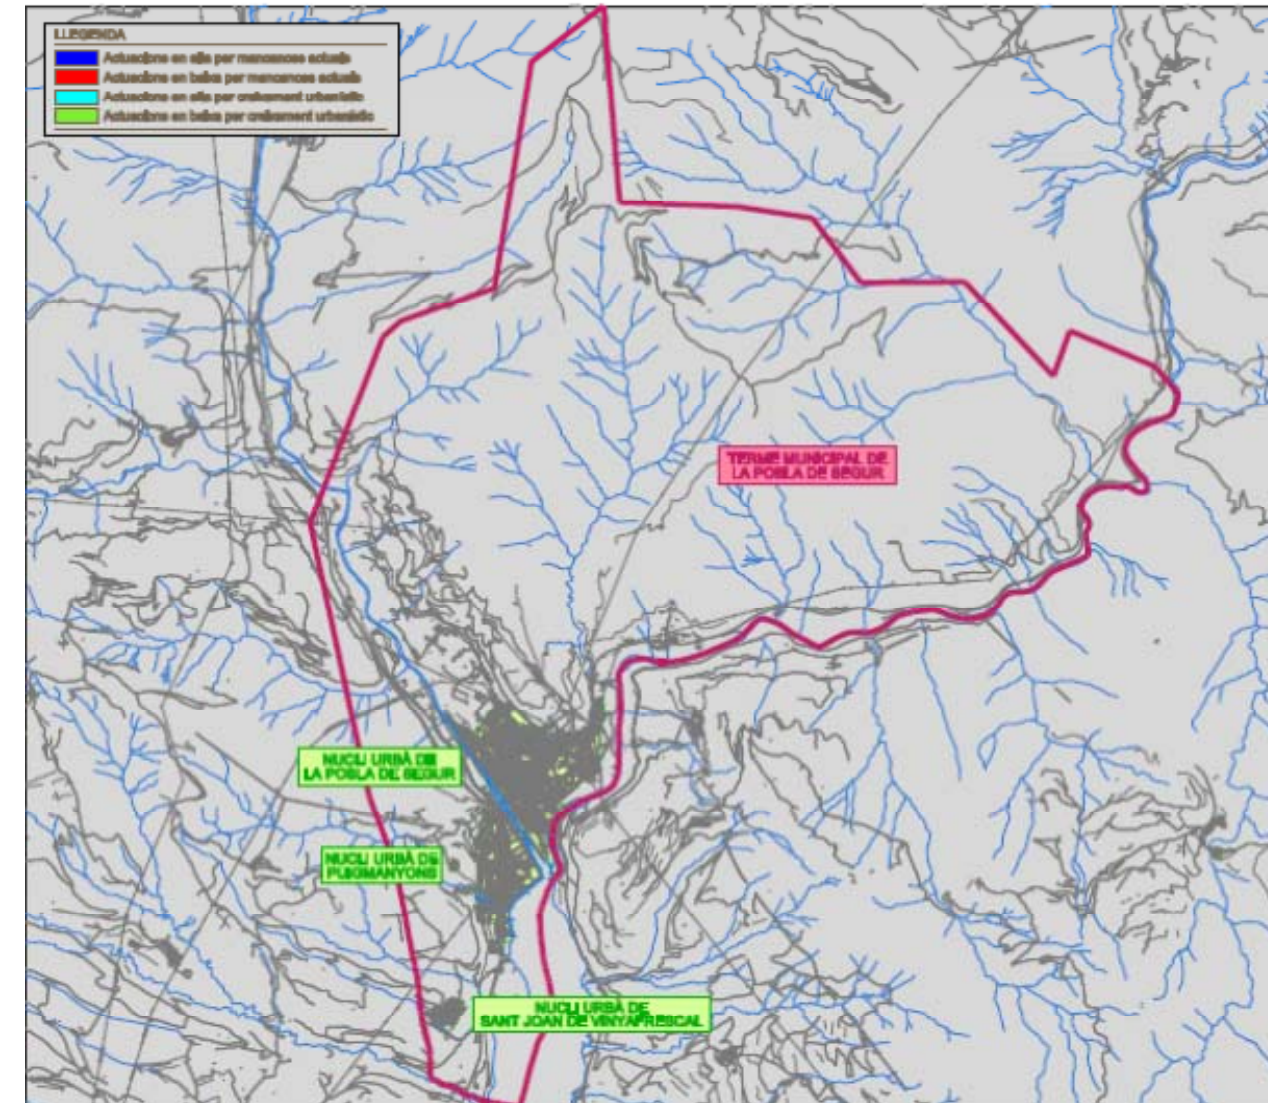 LLEGENDA
Actuacions en alta per mancances actuals
Actuacions en baixa per mancances actuals
Actuacions en alta per creixement urbanístic
Actuacions en baixa per creixement urbanístic
TERME MUNICIPAL DE
LA POBLA DE SEGUR
NUCLI URBÀ DE
LA POBLA DE SEGUR
NUCLI URBÀ DE
PUIGMANYONS
NUCLI URBÀ DE
SANT JOAN DE VINYAFRESCAL